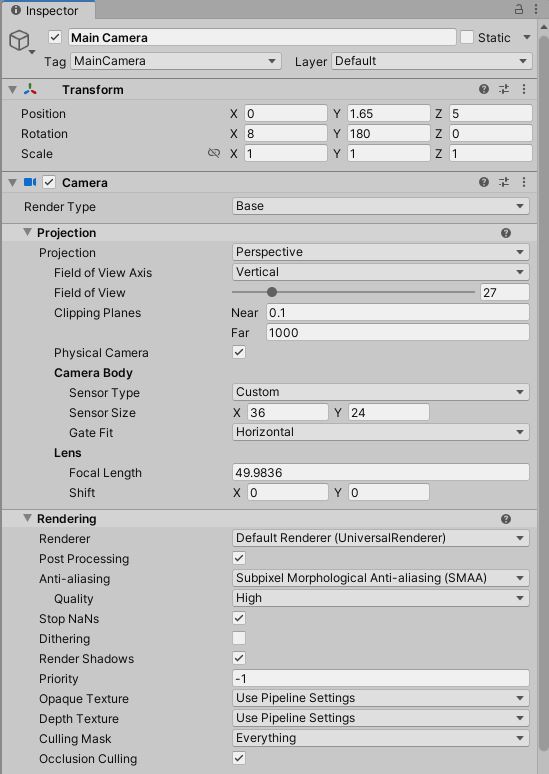 Inspector
Main Camera Static
Tag MainCamera Layer Default
Transform
Position X 0 Y 1.65 Z 5
Rotation X 8 Y 180 Z 0
Scale X 1 Y 1 Z 1
Camera
Render Type Base
Projection
Projection Perspective
Field of View Axis Vertical
Field of View 27
Clipping Planes Near 0.1
Far 1000
Physical Camera
Camera Body
Sensor Type Custom
Sensor Size X 36 Y 24
Gate Fit Horizontal
Lens
Focal Length 49.9836
Shift X 0 Y 0
Rendering
Renderer Default Renderer (UniversalRenderer)
Post Processing
Anti-aliasing Subpixel Morphological Anti-aliasing (SMAA)
Quality High
Stop NaNs
Dithering
Render Shadows
Priority -1
Opaque Texture Use Pipeline Settings
Depth Texture Use Pipeline Settings
Culling Mask Everything
Occlusion Culling